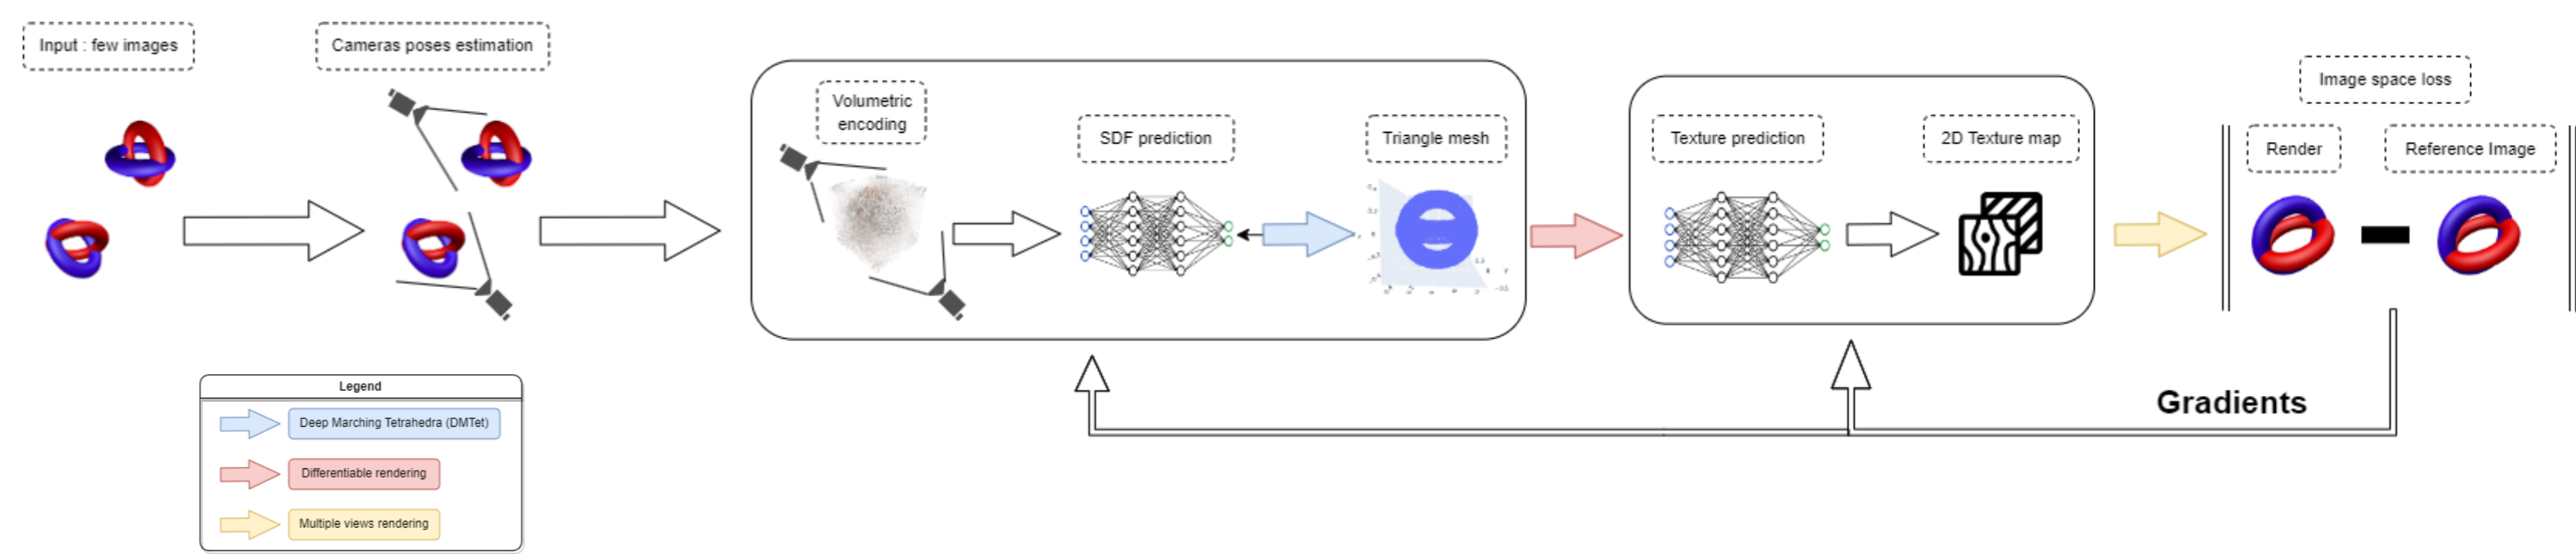 Input : few images
Cameras poses estimation
Volumetric
encoding
SDF prediction
Triangle mesh
Texture prediction
2D Texture map
Image space loss
Render
Reference Image
Gradients
Legend
Deep Marching Tetrahedra (DMTet)
Differentiable rendering
Multiple views rendering